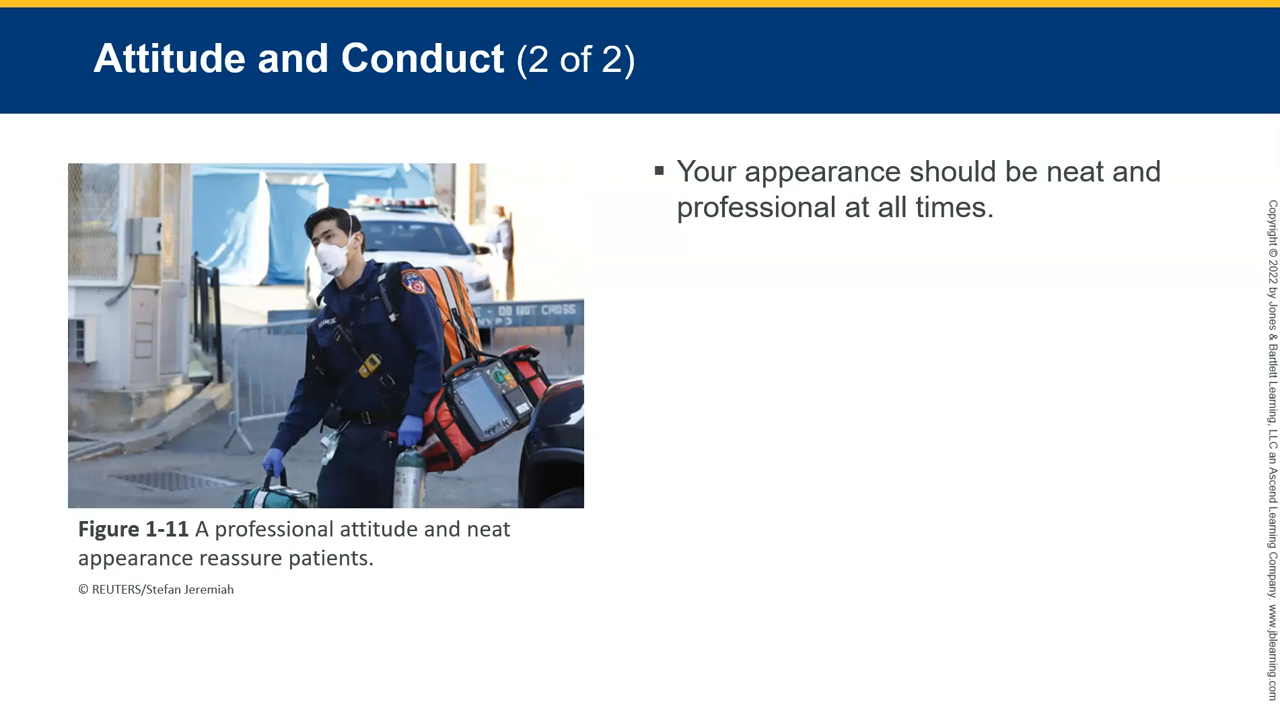 Attitude and Conduct (2 of 2)
▪ Your appearance should be neat and
professional at all times.
- DO NOT CROSS
NYPD
Figure 1-11 A professional attitude and neat
appearance reassure patients.
© REUTERS/Stefan Jeremiah
Copyright © 2022 by Jones & Bartlett Learning, LLC an Ascend Learning Company. www.jblearning.com